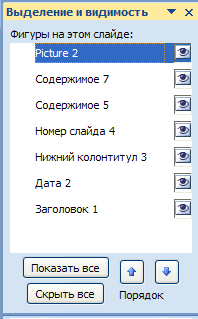 Выделение и видимость
Фигуры на этом слайде:
Picture 2
Содержимое 7
Содержимое 5
Номер слайда 4
Нижний колонтитул 3
Дата 2
Заголовок 1
Показать все
Скрыть все
Порядок